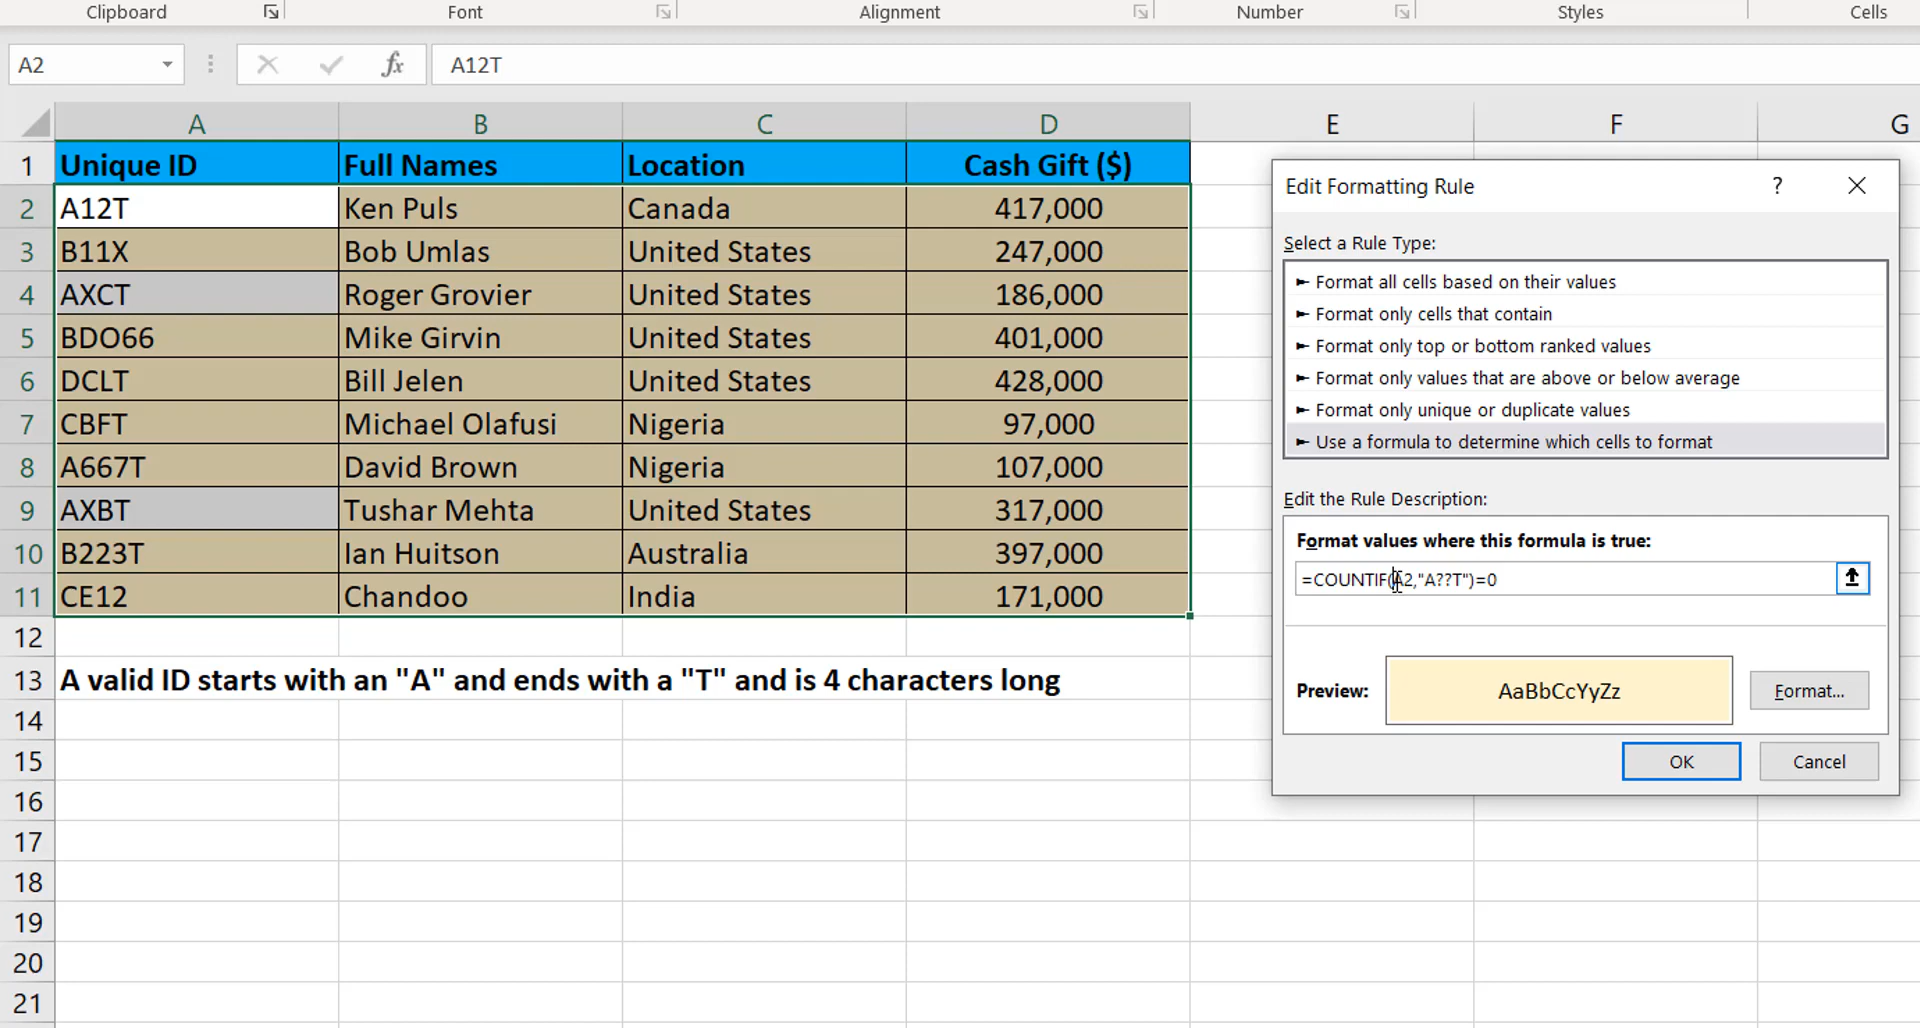 Clipboard Font Alignment Number Styles Cells
A2 fx A12T
A B C D E F G
1 Unique ID Full Names Location Cash Gift ($)
2 A12T Ken Puls Canada 417,000
3 B11X Bob Umlas United States 247,000
4 AXCT Roger Grovier United States 186,000
5 BDO66 Mike Girvin United States 401,000
6 DCLT Bill Jelen United States 428,000
7 CBFT Michael Olafusi Nigeria 97,000
8 A667T David Brown Nigeria 107,000
9 AXBT Tushar Mehta United States 317,000
10 B223T Ian Huitson Australia 397,000
11 CE12 Chandoo India 171,000
12
13 A valid ID starts with an "A" and ends with a "T" and is 4 characters long
14
15
16
17
18
19
20
21
Edit Formatting Rule ?
Select a Rule Type:
► Format all cells based on their values
► Format only cells that contain
► Format only top or bottom ranked values
► Format only values that are above or below average
► Format only unique or duplicate values
► Use a formula to determine which cells to format
Edit the Rule Description:
Format values where this formula is true:
=COUNTIF(A2,"A??T")=0
Preview: AaBbCcYyZz Format...
OK Cancel